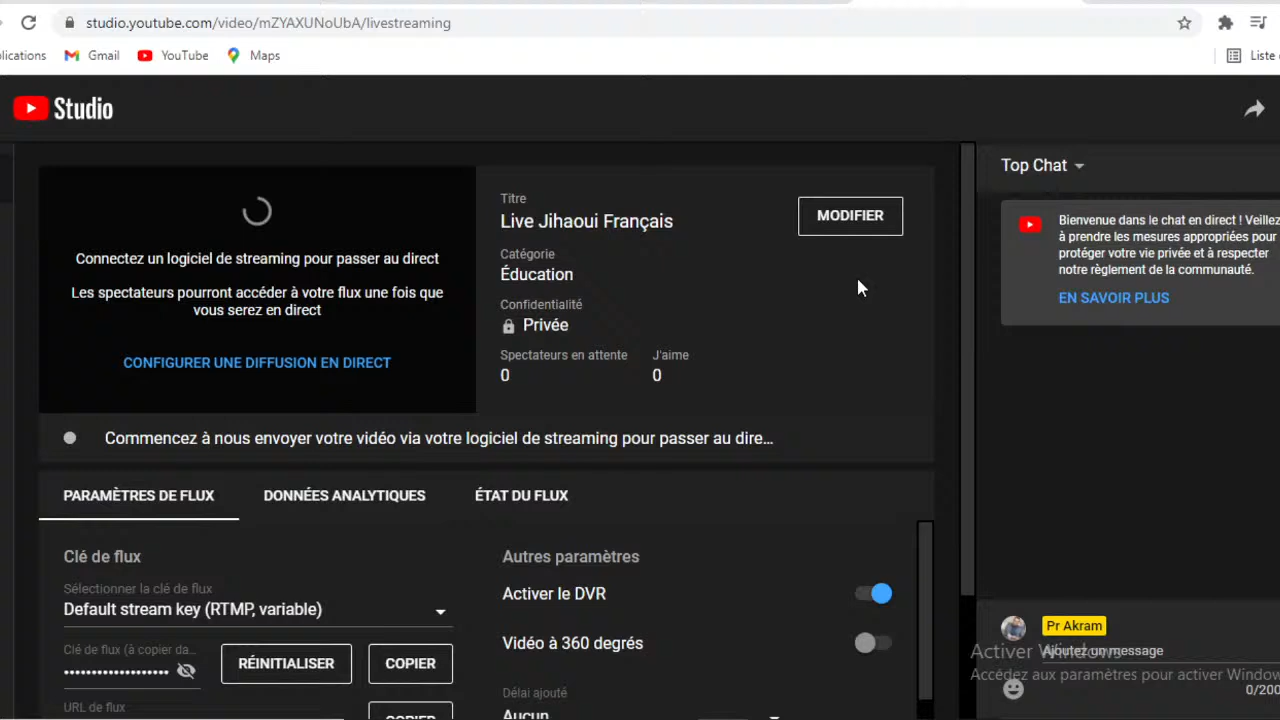 studio.youtube.com/video/mZYAXUNoUbA/livestreaming
lications Gmail YouTube Maps Liste
Studio
Connectez un logiciel de streaming pour passer au direct
Les spectateurs pourront accéder à votre flux une fois que
vous serez en direct
CONFIGURER UNE DIFFUSION EN DIRECT
Titre
Live Jihaoui Français
MODIFIER
Catégorie
Éducation
Confidentialité
Privée
Spectateurs en attente J'aime
0 0
Commencez à nous envoyer votre vidéo via votre logiciel de streaming pour passer au dire...
PARAMÈTRES DE FLUX DONNÉES ANALYTIQUES ÉTAT DU FLUX
Clé de flux
Sélectionner la clé de flux
Default stream key (RTMP, variable)
Clé de flux (à copier da...
RÉINITIALISER COPIER
URL de flux
COPIER
Autres paramètres
Activer le DVR
Vidéo à 360 degrés
Délai ajouté
Aucun
Top Chat
Bienvenue dans le chat en direct ! Veillez
à prendre les mesures appropriées pour
protéger votre vie privée et à respecter
notre règlement de la communauté.
EN SAVOIR PLUS
Pr Akram
Ajoutez un message
Activer Windows
Accédez aux paramètres pour activer Window
0/200